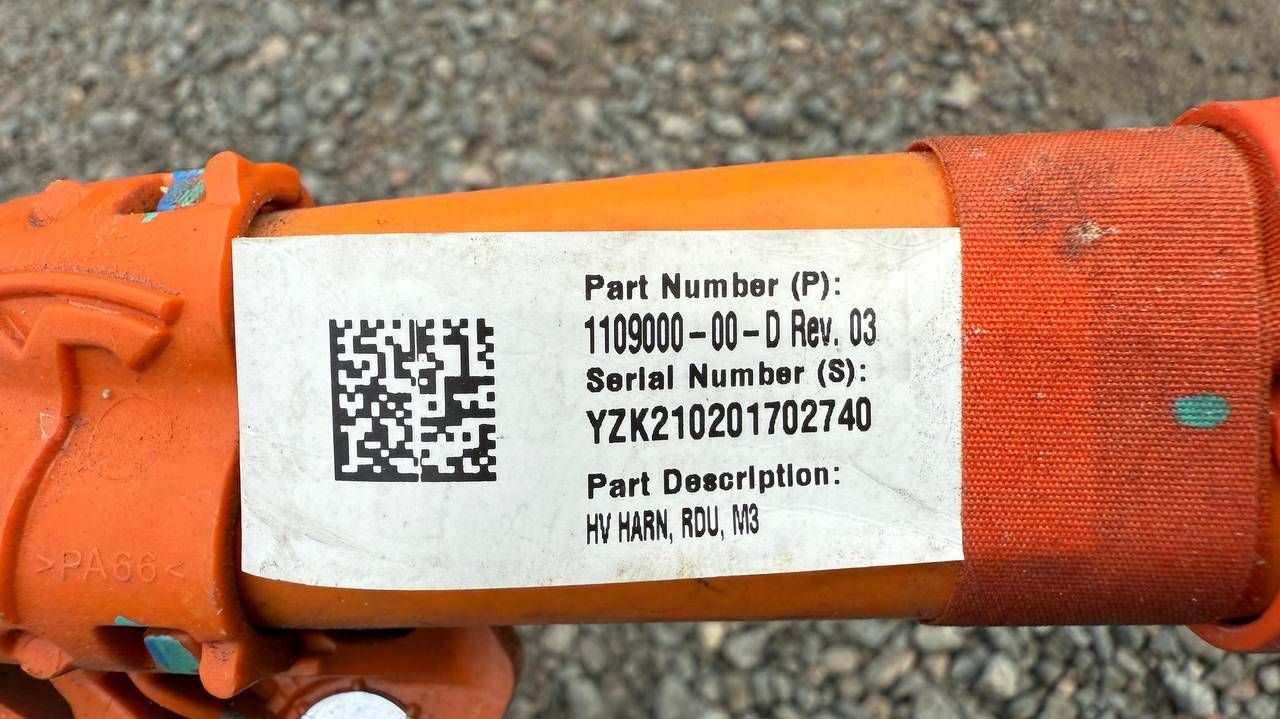 Part Number (P):
1109000-00-D Rev. 03
Serial Number (S):
YZK210201702740
Part Description:
HV HARN, RDU, M3
>PA66<